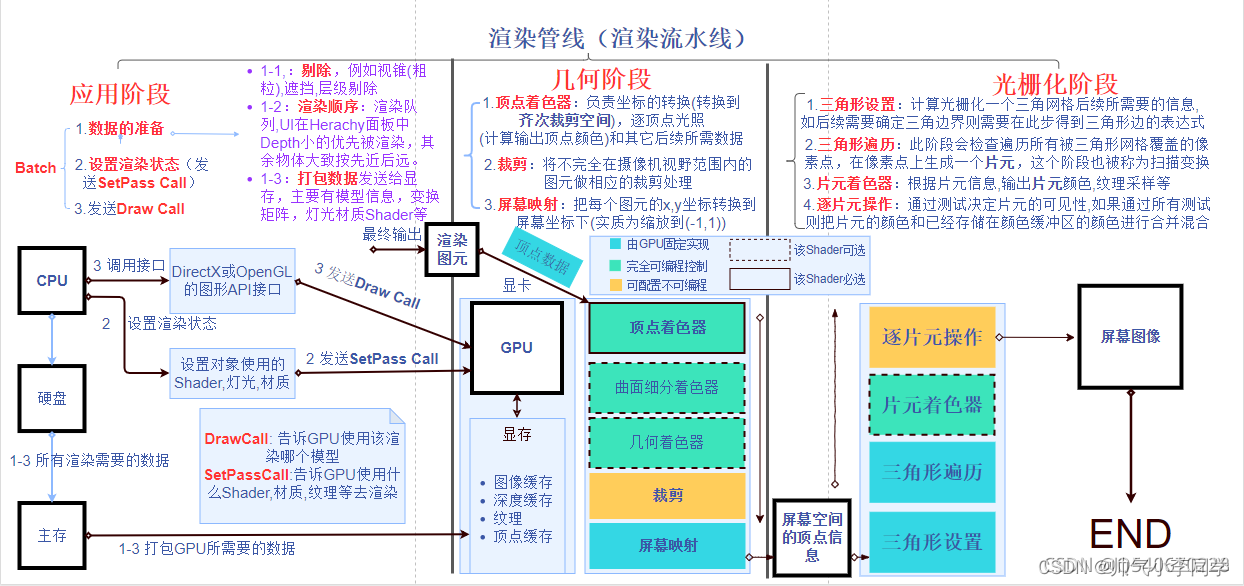 渲染管线（渲染流水线）
应用阶段
1.数据的准备
Batch
2.设置渲染状态（发
送SetPass Call）
3.发送Draw Call
1-1,：剔除，例如视锥(粗
粒),遮挡,层级剔除
1-2：渲染顺序：渲染队
列,UI在Herachy面板中
Depth小的优先被渲染，其
余物体大致按先近后远。
1-3：打包数据发送给显
存，主要有模型信息，变换
矩阵，灯光材质Shader等
几何阶段
1.顶点着色器：负责坐标的转换(转换到
齐次裁剪空间)，逐顶点光照
(计算输出顶点颜色)和其它后续所需数据
2.裁剪：将不完全在摄像机视野范围内的
图元做相应的裁剪处理
3.屏幕映射：把每个图元的x,y坐标转换到
屏幕坐标下(实质为缩放到(-1,1))
光栅化阶段
1.三角形设置：计算光栅化一个三角网格后续所需要的信息,
如后续需要确定三角边界则需要在此步得到三角形边的表达式
2.三角形遍历：此阶段会检查遍历所有被三角形网格覆盖的像
素点，在像素点上生成一个片元，这个阶段也被称为扫描变换
3.片元着色器：根据片元信息,输出片元颜色,纹理采样等
4.逐片元操作：通过测试决定片元的可见性,如果通过所有测试
则把片元的颜色和已经存储在颜色缓冲区的颜色进行合并混合
最终输出
渲染
图元
顶点数据
由GPU固定实现
完全可编程控制
可配置不可编程
该Shader可选
该Shader必选
CPU
3 调用接口
DirectX或OpenGL
的图形API接口
3 发送Draw Call
2
设置渲染状态
设置对象使用的
Shader,灯光,材质
2 发送SetPass Call
硬盘
1-3 所有渲染需要的数据
主存
1-3 打包GPU所需要的数据
DrawCall: 告诉GPU使用该渲
染哪个模型
SetPassCall:告诉GPU使用什
么Shader,材质,纹理等去渲染
显卡
GPU
显存
图像缓存
深度缓存
纹理
顶点缓存
顶点着色器
曲面细分着色器
几何着色器
裁剪
屏幕映射
屏幕空间
的顶点信
息
逐片元操作
片元着色器
三角形遍历
三角形设置
屏幕图像
END